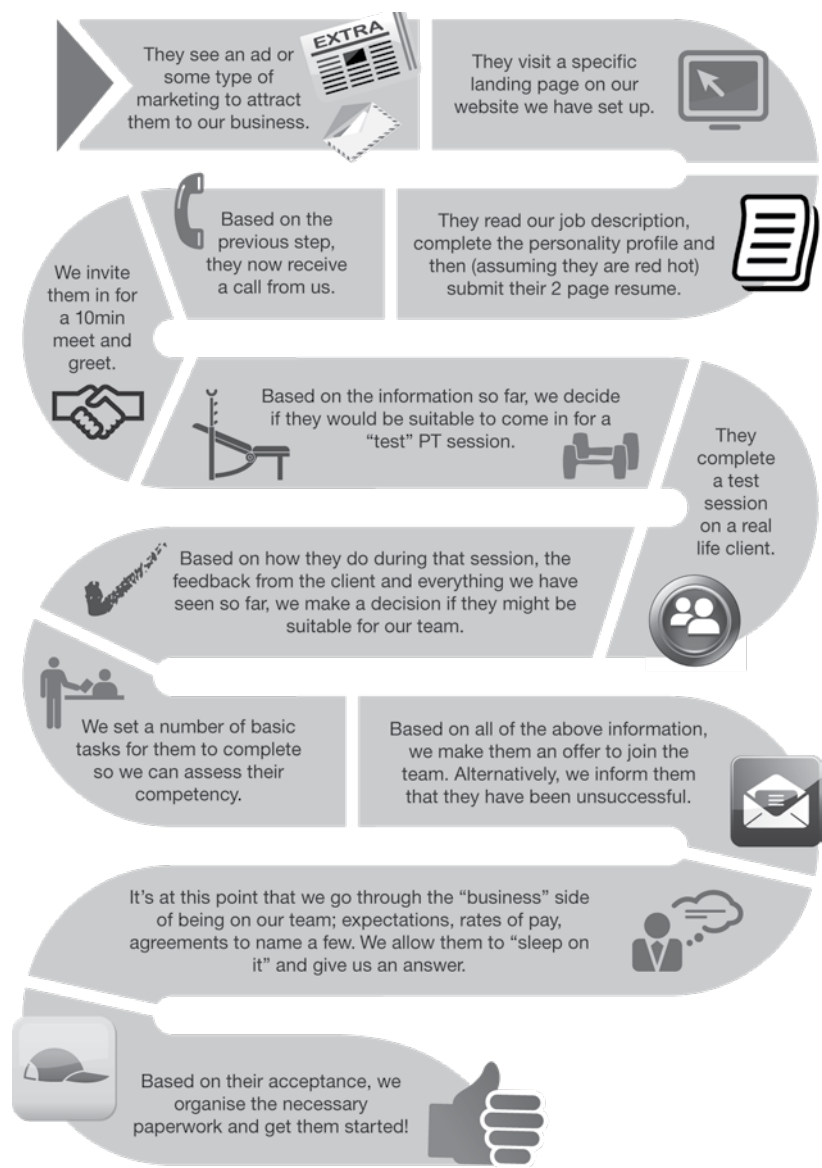 They see an ad or
some type of
marketing to attract
them to our business.
EXTRA
They visit a specific
landing page on our
website we have set up.
They read our job description,
complete the personality profile and
then (assuming they are red hot)
submit their 2 page resume.
Based on the
previous step,
they now receive
a call from us.
We invite
them in for
a 10min
meet and
greet.
Based on the information so far, we decide
if they would be suitable to come in for a
“test” PT session.
They
complete
a test
session
on a real
life client.
Based on how they do during that session, the
feedback from the client and everything we have
seen so far, we make a decision if they might be
suitable for our team.
We set a number of basic
tasks for them to complete
so we can assess their
competency.
Based on all of the above information,
we make them an offer to join the
team. Alternatively, we inform them
that they have been unsuccessful.
It’s at this point that we go through the “business” side
of being on our team; expectations, rates of pay,
agreements to name a few. We allow them to “sleep on
it” and give us an answer.
Based on their acceptance, we
organise the necessary
paperwork and get them started!